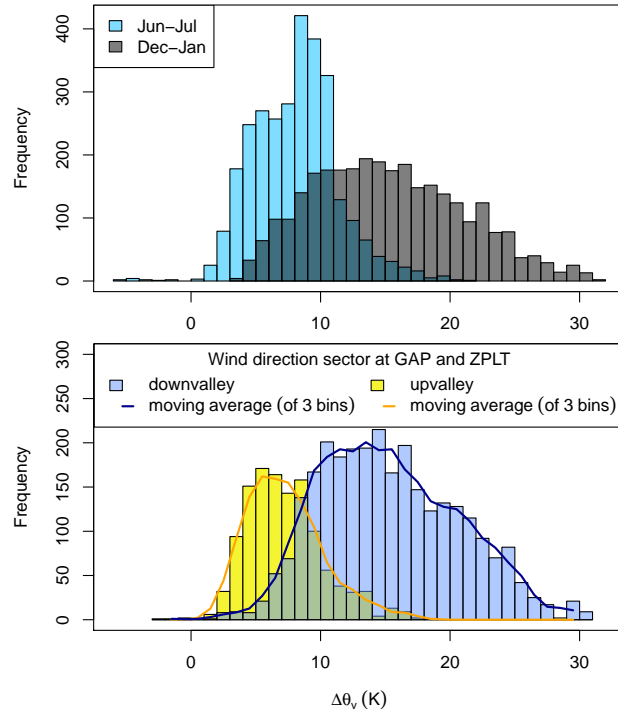 Jun−Jul
Dec−Jan
Frequency
0
100
200
300
400
0
10
20
30
Wind direction sector at GAP and ZPLT
downvalley
upvalley
moving average (of 3 bins)
moving average (of 3 bins)
Frequency
0
50
100
150
200
250
300
0
10
20
30
Δθv (K)